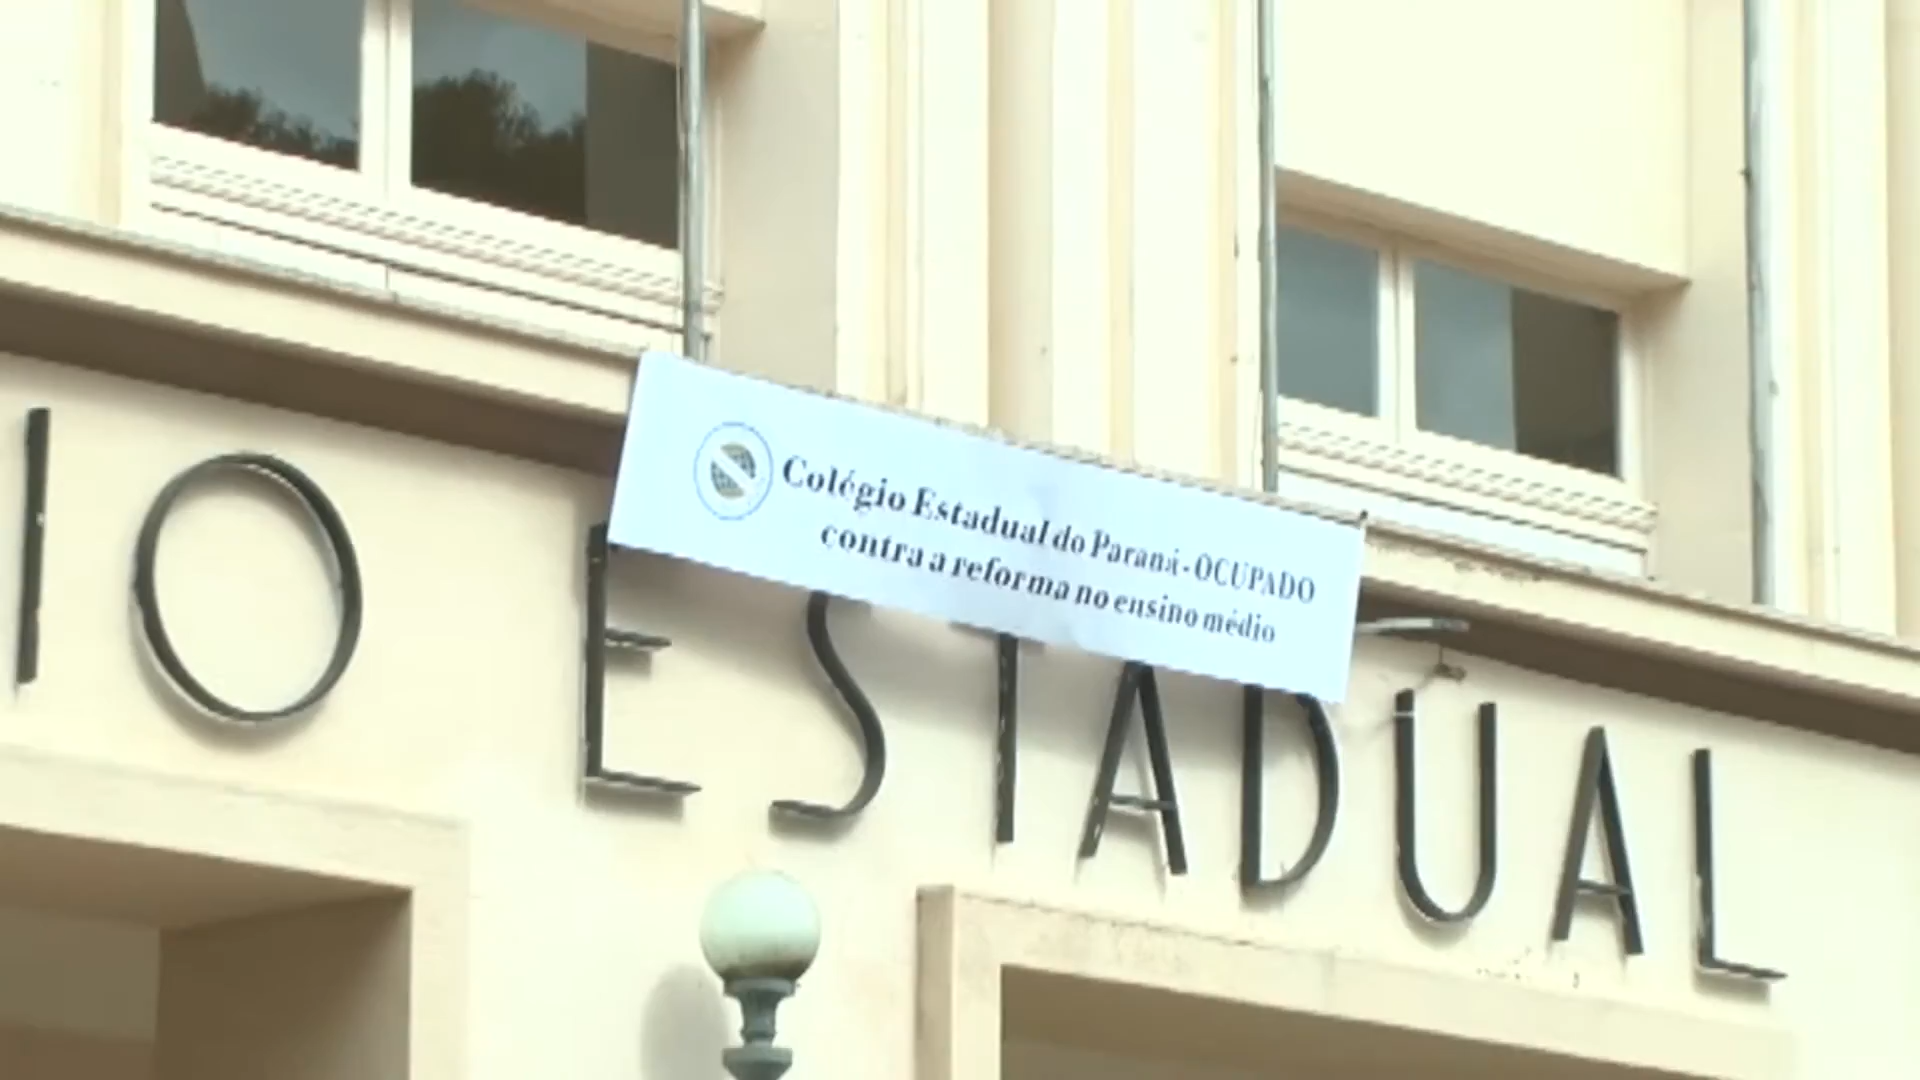 Colégio Estadual do Paraná - OCUPADO
contra a reforma no ensino médio
IO ESTADUAL